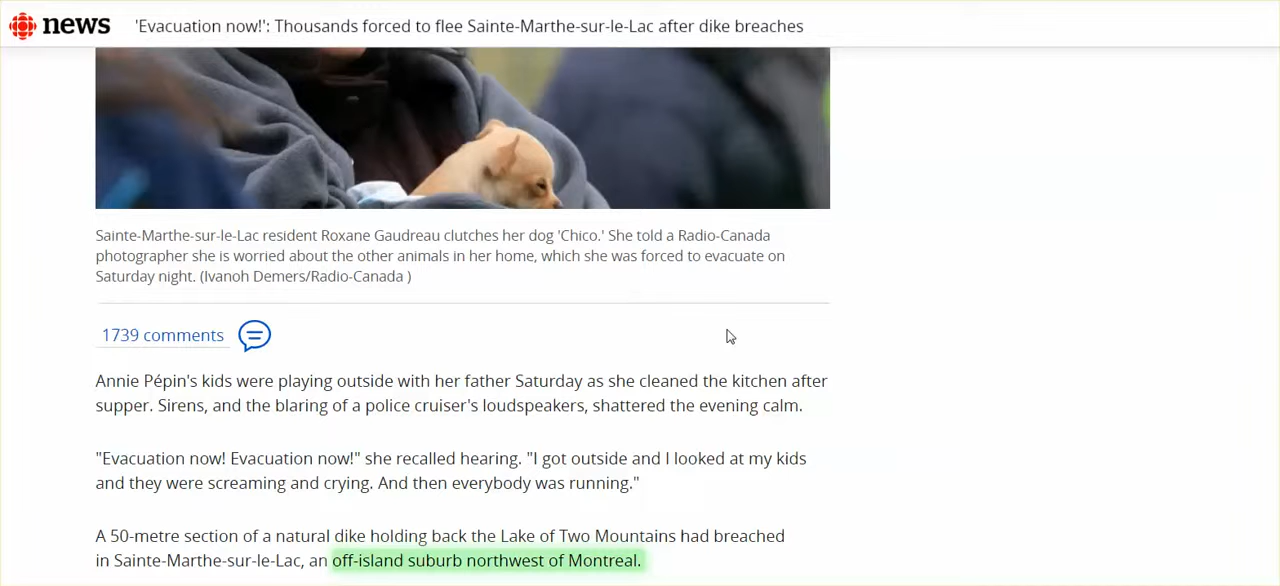 news 'Evacuation now!': Thousands forced to flee Sainte-Marthe-sur-le-Lac after dike breaches
Sainte-Marthe-sur-le-Lac resident Roxane Gaudreau clutches her dog 'Chico.' She told a Radio-Canada
photographer she is worried about the other animals in her home, which she was forced to evacuate on
Saturday night. (Ivanoh Demers/Radio-Canada )
1739 comments
Annie Pépin's kids were playing outside with her father Saturday as she cleaned the kitchen after
supper. Sirens, and the blaring of a police cruiser's loudspeakers, shattered the evening calm.
"Evacuation now! Evacuation now!" she recalled hearing. "I got outside and I looked at my kids
and they were screaming and crying. And then everybody was running."
A 50-metre section of a natural dike holding back the Lake of Two Mountains had breached
in Sainte-Marthe-sur-le-Lac, an off-island suburb northwest of Montreal.